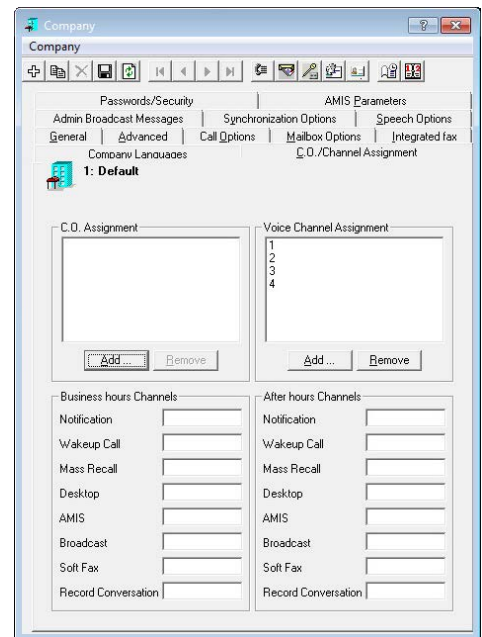 Company
Company
Passwords/Security AMIS Parameters
Admin Broadcast Messages Synchronization Options Speech Options
General Advanced Call Options Mailbox Options Integrated fax
Company Languages C.O./Channel Assignment
1: Default
C.O. Assignment Voice Channel Assignment
1
2
3
4
Add ... Remove Add ... Remove
Business hours Channels After hours Channels
Notification Notification
Wakeup Call Wakeup Call
Mass Recall Mass Recall
Desktop Desktop
AMIS AMIS
Broadcast Broadcast
Soft Fax Soft Fax
Record Conversation Record Conversation